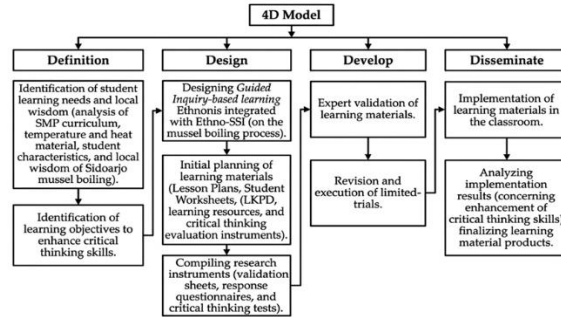 4D Model
Definition
Identification of student
learning needs and local
wisdom (analysis of
SMP curriculum,
temperature and heat
material, student
characteristics, and local
wisdom of Sidoarjo
mussel boiling).
Identification of
learning objectives to
enhance critical
thinking skills.
Design
Designing Guided
Inquiry-based learning
Ethnonis integrated
with Ethno-SSI (on the
mussel boiling process).
Initial planning of
learning materials
(Lesson Plans, Student
Worksheets, (LKPD,
learning resources, and
critical thinking
evaluation instruments).
Compiling research
instruments (validation
sheets, response
questionnaires, and
critical thinking tests).
Develop
Expert validation of
learning materials.
Revision and
execution of limited-
trials.
Disseminate
Implementation of
learning materials in
the classroom.
Analyzing
implementation results
(concerning
enhancement of
critical thinking skills)
finalizing learning
material products.